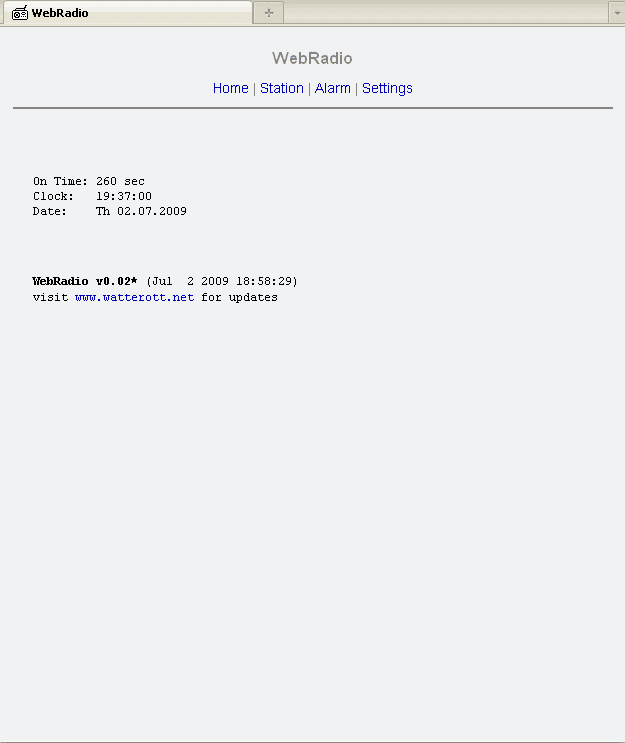 WebRadio
WebRadio
Home | Station | Alarm | Settings
On Time: 260 sec
Clock:   19:37:00
Date:    Th 02.07.2009
WebRadio v0.02* (Jul  2 2009 18:58:29)
visit www.watterott.net for updates